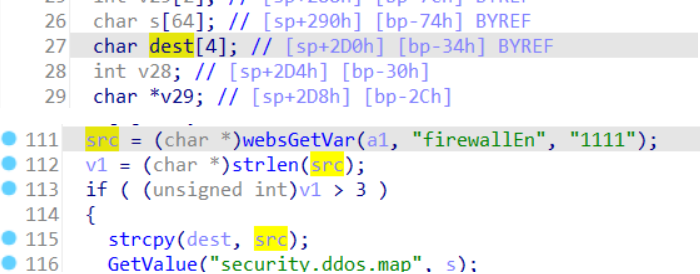 26 char s[64]; // [sp+290h] [bp-74h] BYREF
27 char dest[4]; // [sp+2D0h] [bp-34h] BYREF
28 int v28; // [sp+2D4h] [bp-30h]
29 char *v29; // [sp+2D8h] [bp-2Ch]
111 src = (char *)websGetVar(a1, "firewallEn", "1111");
112 v1 = (char *)strlen(src);
113 if ( (unsigned int)v1 > 3 )
114 {
115 strcpy(dest, src);
116 GetValue("security.ddos.map", s);